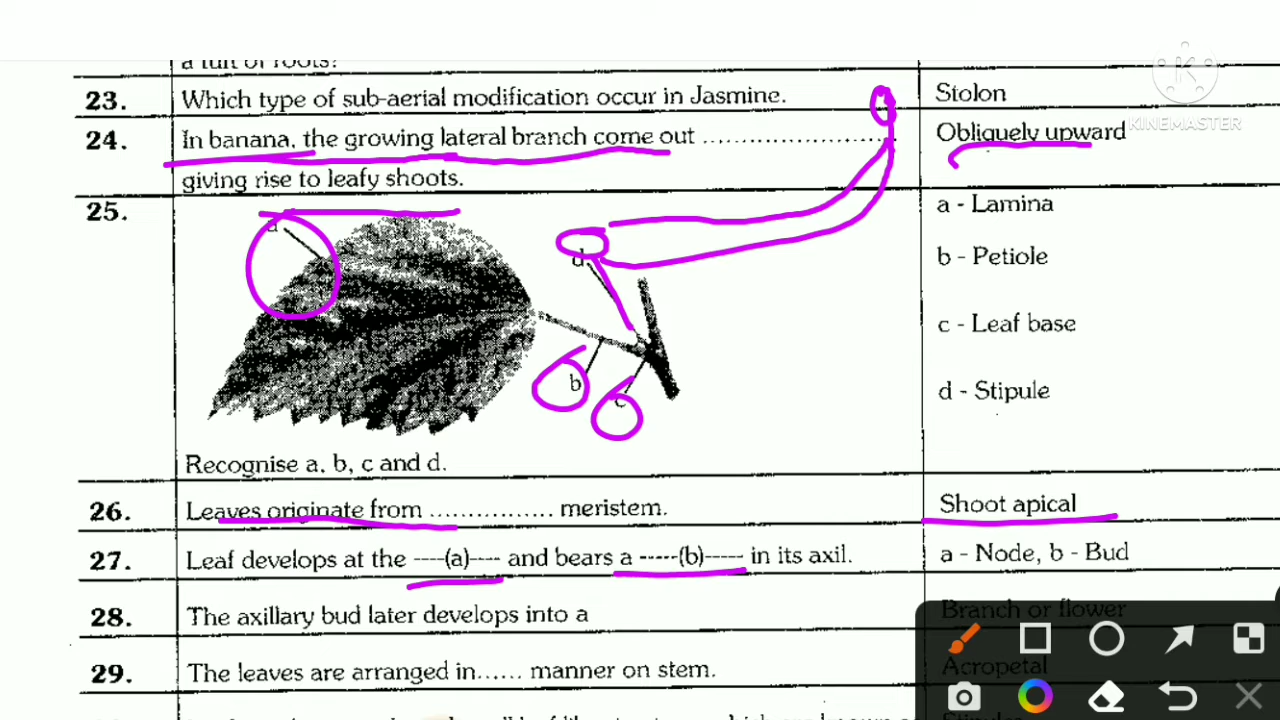 a tuft of roots?
23. Which type of sub-aerial modification occur in Jasmine. Stolon
KINEMASTER
24. In banana, the growing lateral branch come out ........................ Obliquely upward
giving rise to leafy shoots.
25. a - Lamina
a
b - Petiole
d
c - Leaf base
b
c
d - Stipule
Recognise a, b, c and d.
26. Leaves originate from ................ meristem. Shoot apical
27. Leaf develops at the ----(a)---- and bears a -----(b)----- in its axil. a - Node, b - Bud
28. The axillary bud later develops into a Branch or flower
29. The leaves are arranged in...... manner on stem. Acropetal